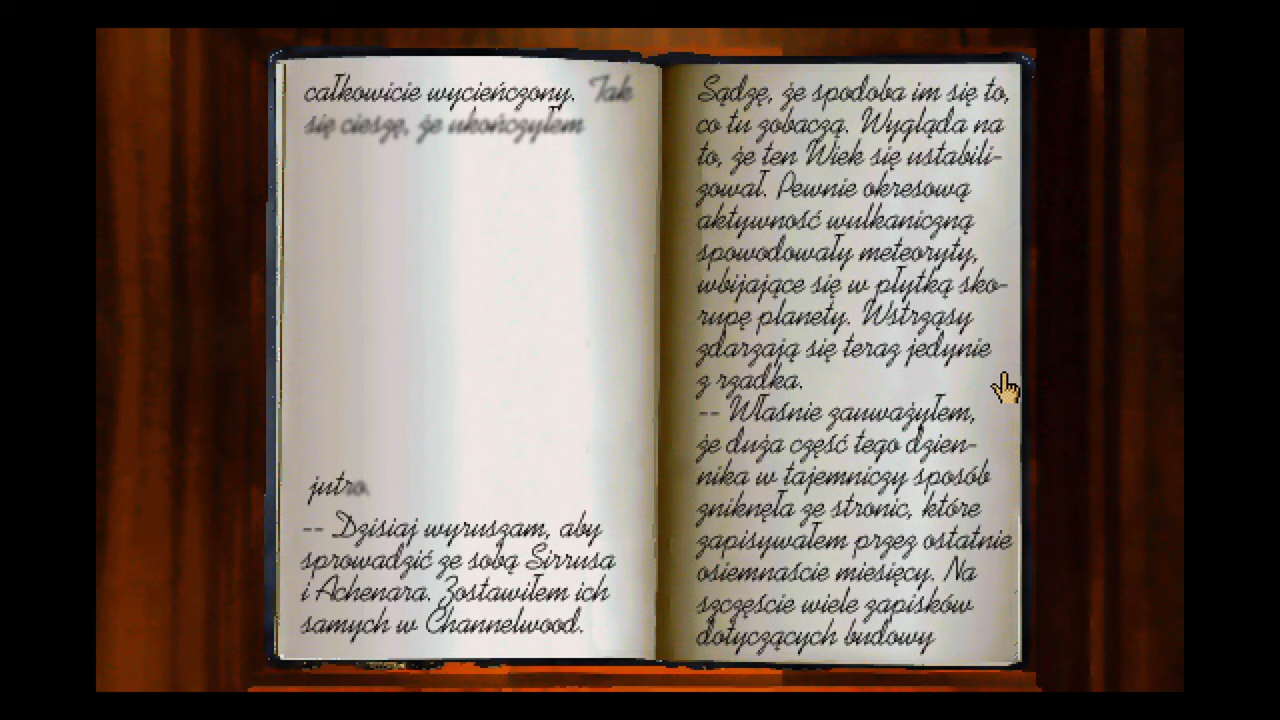 całkowicie wycieńczony. Tak
się cieszę, że ukończyłem
jutro.
-- Dzisiaj wyruszam, aby
sprowadzić ze sobą Sirrusa
i Achenara. Zostawiłem ich
samych w Channelwood.
Sądzę, że spodoba im się to,
co tu zobaczą. Wygląda na
to, że ten Wiek się ustabili-
zował. Pewnie okresową
aktywność wulkaniczną
spowodowały meteoryty,
wbijające się w płytką sko-
rupę planety. Wstrząsy
zdarzają się teraz jedynie
z rzadka.
-- Właśnie zauważyłem,
że duża część tego dzien-
nika w tajemniczy sposób
zniknęła ze stronic, które
zapisywałem przez ostatnie
osiemnaście miesięcy. Na
szczęście wiele zapisków
dotyczących budowy